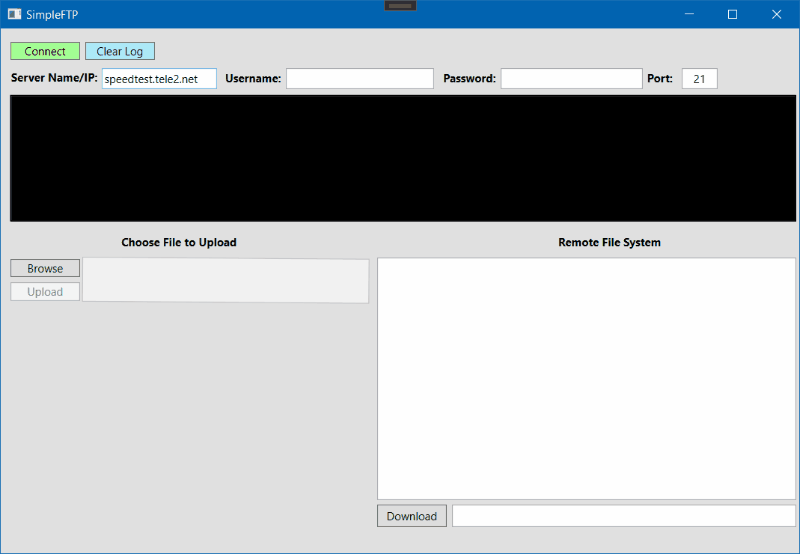 SimpleFTP
Connect Clear Log
Server Name/IP: speedtest.tele2.net Username: Password: Port: 21
Choose File to Upload Remote File System
Browse
Upload
Download